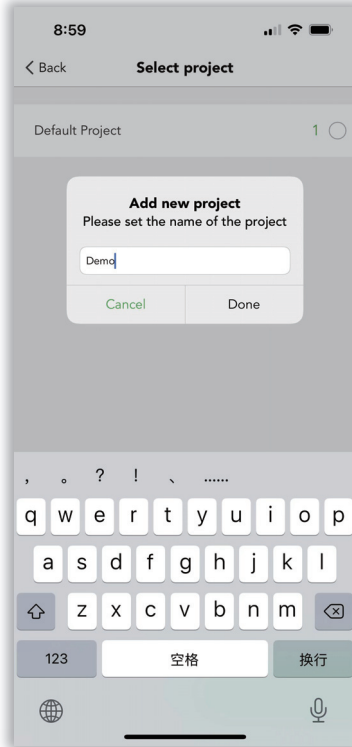 8:59
Back
Select project
Default Project
1
Add new project
Please set the name of the project
Demo
Cancel
Done
， 。 ？ ！ 、 ……
q w e r t y u i o p
a s d f g h j k l
z x c v b n m
123
空格
换行